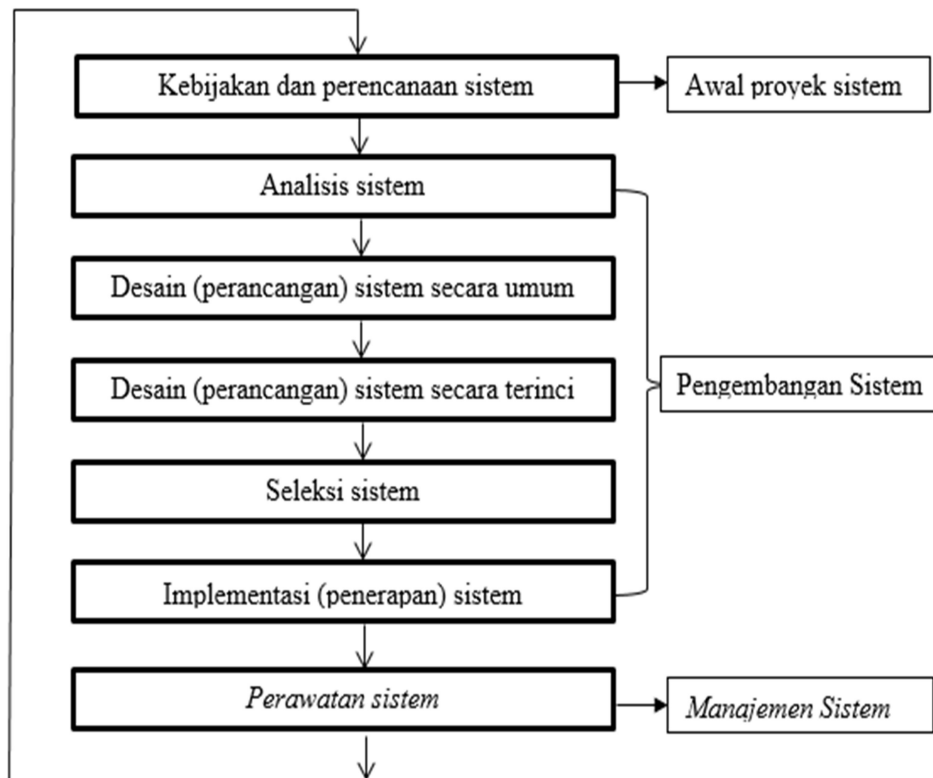 Kebijakan dan perencanaan sistem
Awal proyek sistem
Analisis sistem
Desain (perancangan) sistem secara umum
Desain (perancangan) sistem secara terinci
Pengembangan Sistem
Seleksi sistem
Implementasi (penerapan) sistem
Perawatan sistem
Manajemen Sistem